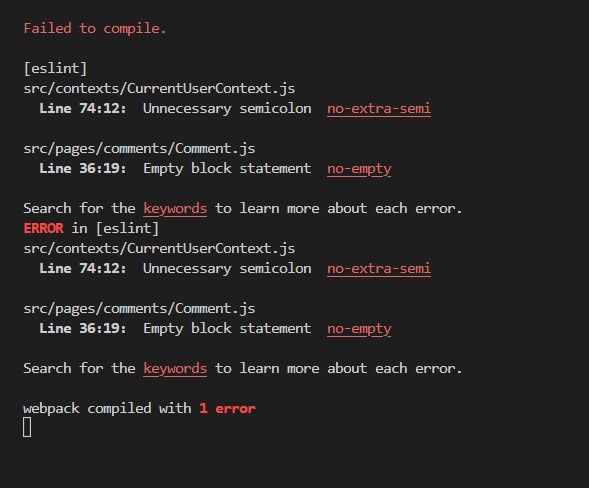 Failed to compile.
[eslint]
src/contexts/CurrentUserContext.js
Line 74:12:  Unnecessary semicolon  no-extra-semi
src/pages/comments/Comment.js
Line 36:19:  Empty block statement  no-empty
Search for the keywords to learn more about each error.
ERROR in [eslint]
src/contexts/CurrentUserContext.js
Line 74:12:  Unnecessary semicolon  no-extra-semi
src/pages/comments/Comment.js
Line 36:19:  Empty block statement  no-empty
Search for the keywords to learn more about each error.
webpack compiled with 1 error